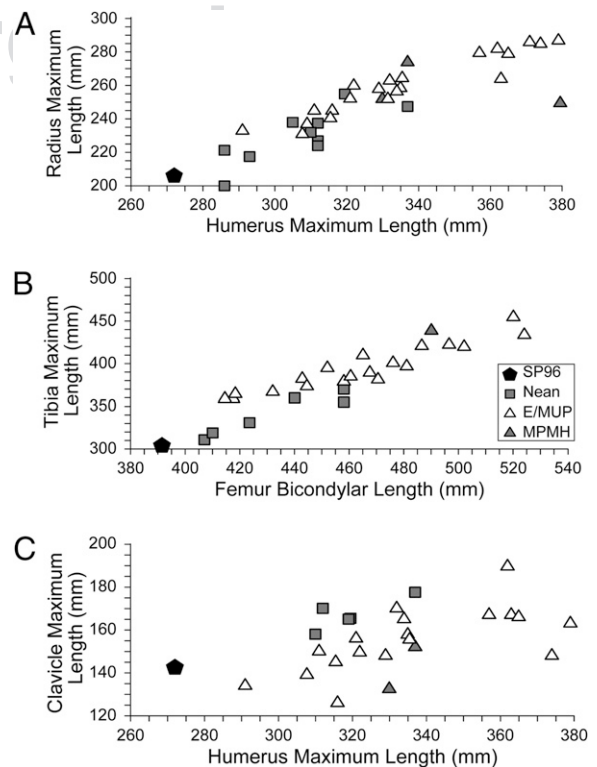 A
Radius Maximum
Length (mm)
300
280
260
240
220
200
260 280 300 320 340 360 380
Humerus Maximum Length (mm)
B
Tibia Maximum
Length (mm)
500
450
400
350
300
SP96
Nean
E/MUP
MPMH
380 400 420 440 460 480 500 520 540
Femur Bicondylar Length (mm)
C
Clavicle Maximum
Length (mm)
200
180
160
140
120
260 280 300 320 340 360 380
Humerus Maximum Length (mm)